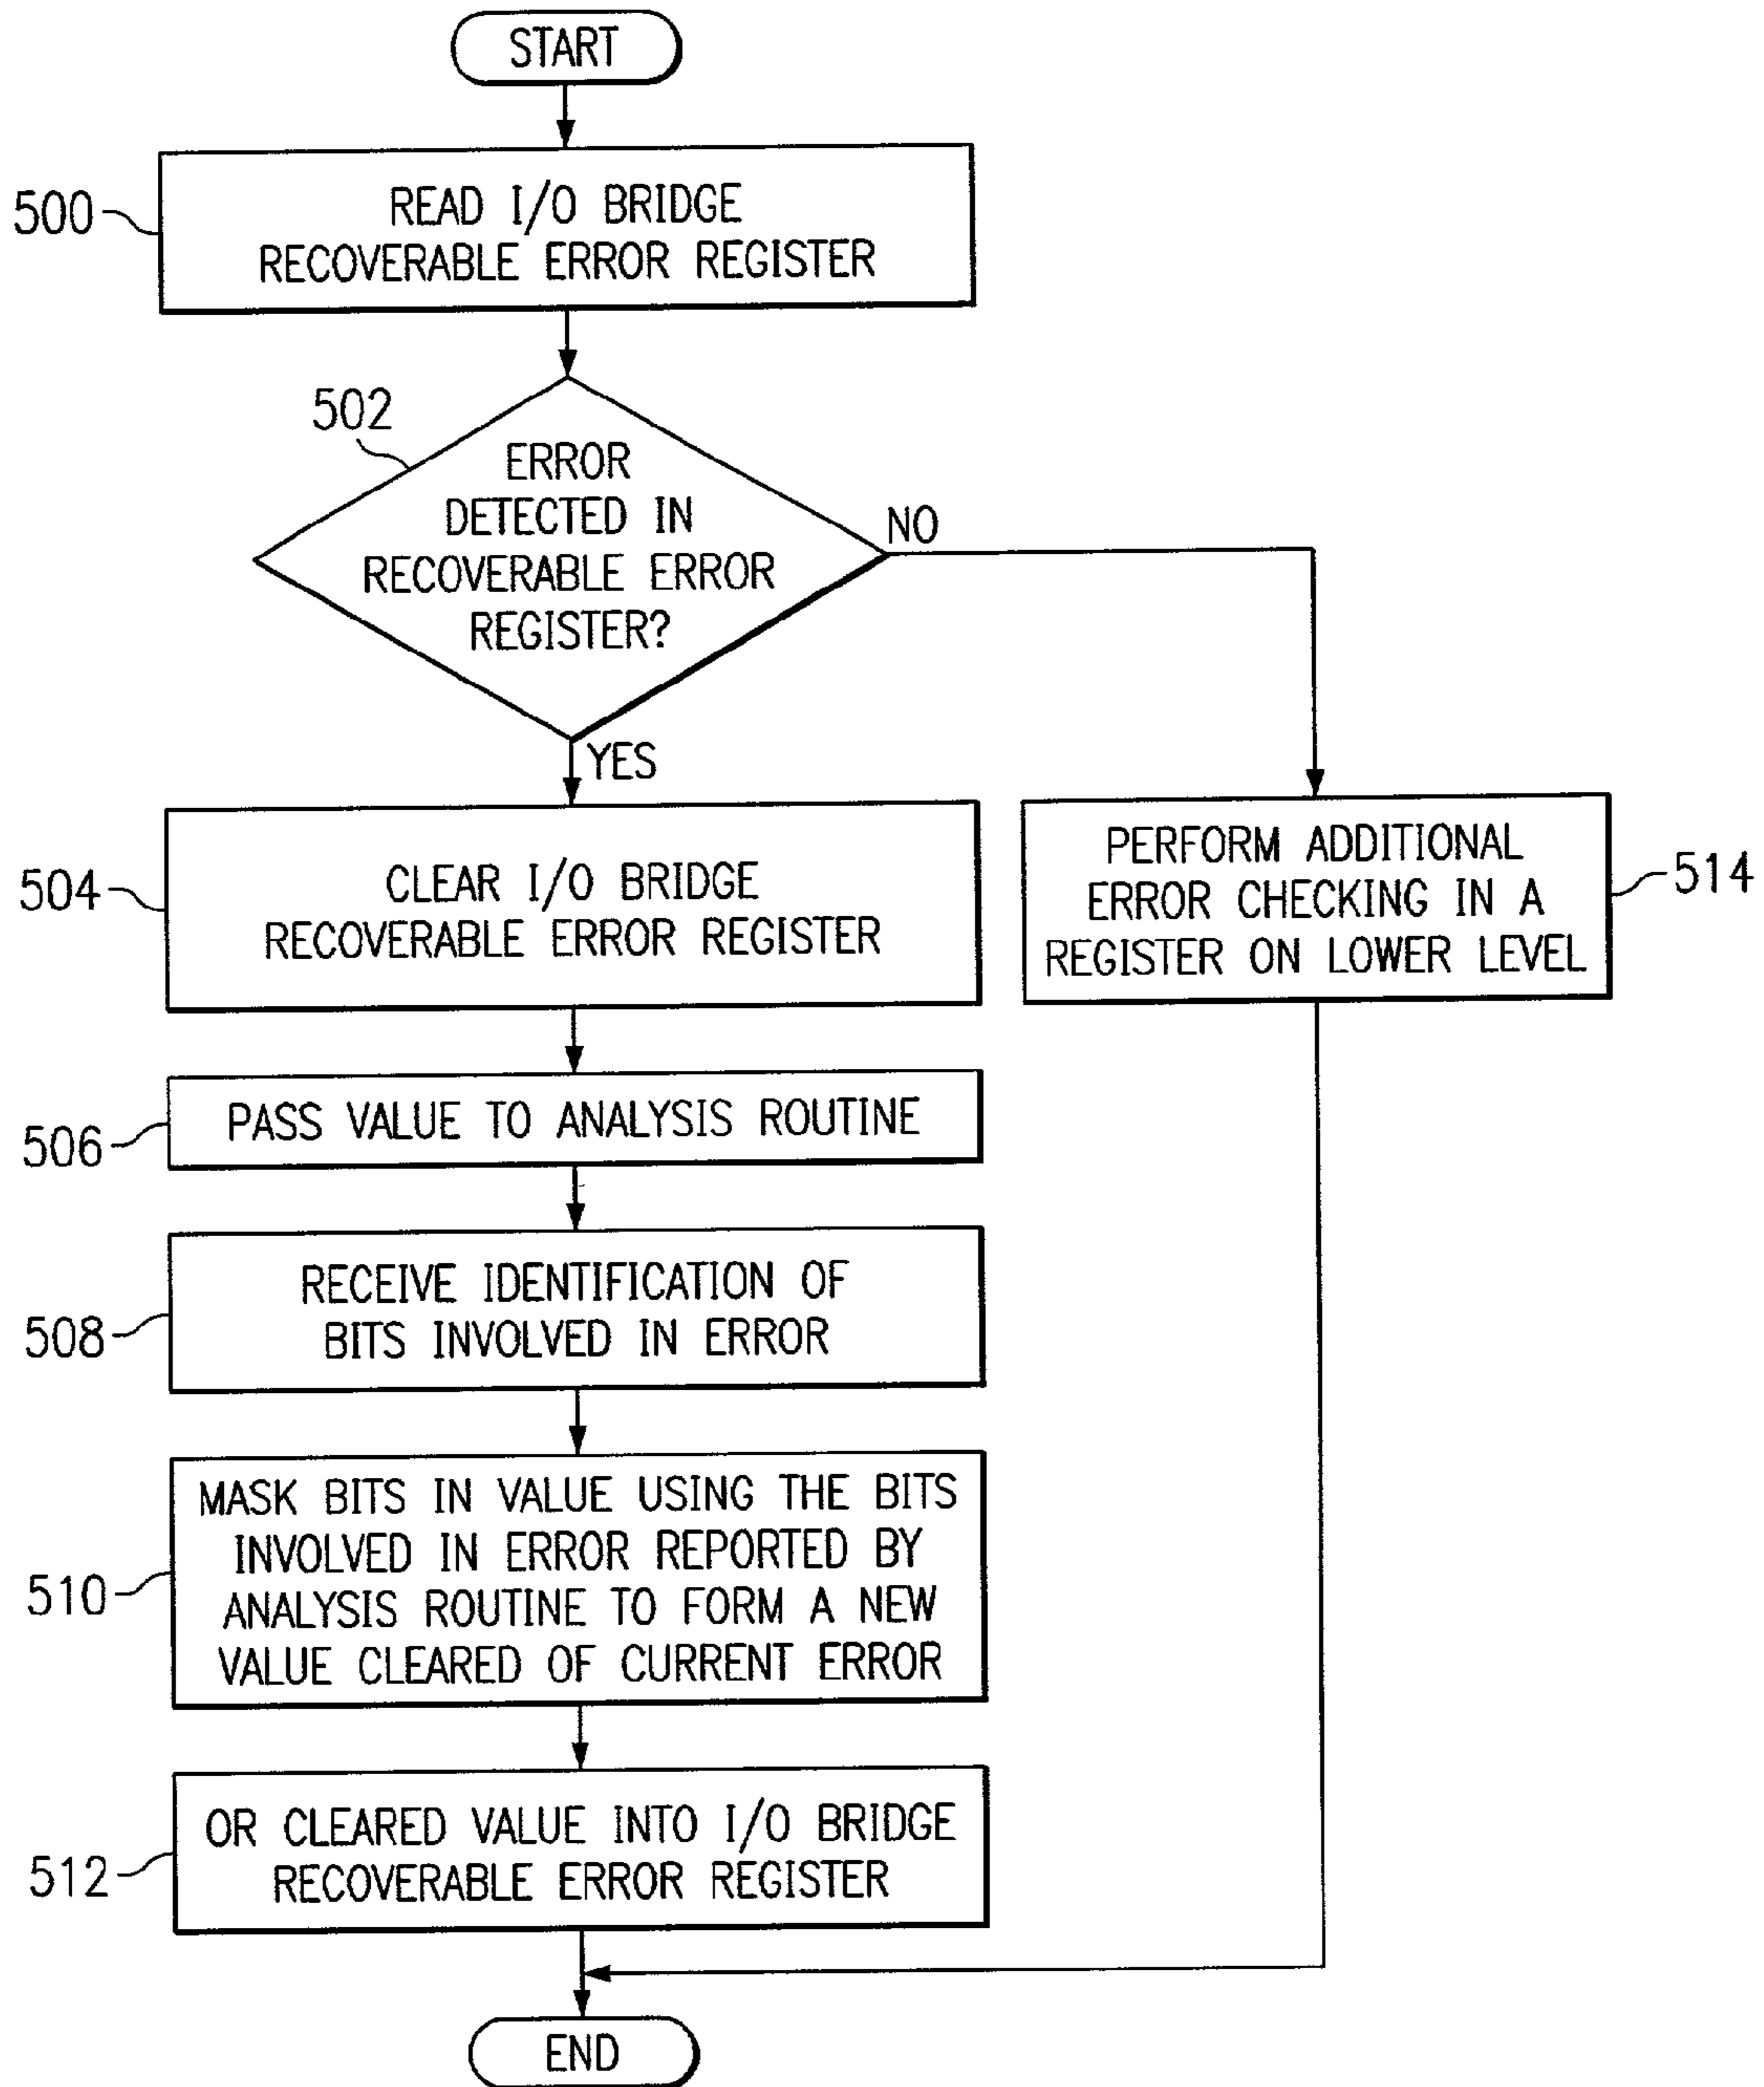 START
500
READ I/O BRIDGE
RECOVERABLE ERROR REGISTER
502
ERROR
DETECTED IN
RECOVERABLE ERROR
REGISTER?
NO
YES
504
CLEAR I/O BRIDGE
RECOVERABLE ERROR REGISTER
PERFORM ADDITIONAL
ERROR CHECKING IN A
REGISTER ON LOWER LEVEL
514
506
PASS VALUE TO ANALYSIS ROUTINE
508
RECEIVE IDENTIFICATION OF
BITS INVOLVED IN ERROR
510
MASK BITS IN VALUE USING THE BITS
INVOLVED IN ERROR REPORTED BY
ANALYSIS ROUTINE TO FORM A NEW
VALUE CLEARED OF CURRENT ERROR
512
OR CLEARED VALUE INTO I/O BRIDGE
RECOVERABLE ERROR REGISTER
END